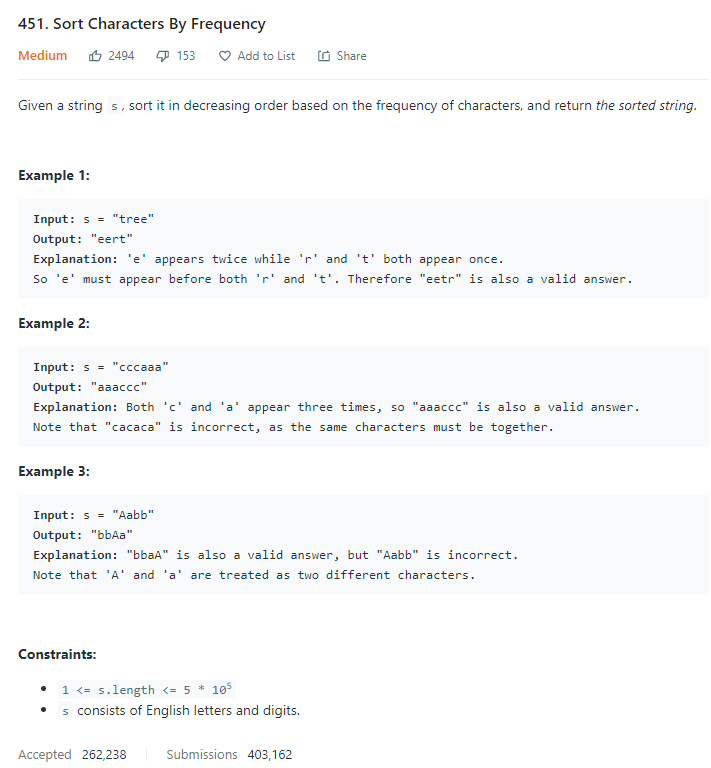 451. Sort Characters By Frequency
Medium 2494 153 Add to List Share
Given a string s, sort it in decreasing order based on the frequency of characters, and return the sorted string.
Example 1:
Input: s = "tree"
Output: "eert"
Explanation: 'e' appears twice while 'r' and 't' both appear once.
So 'e' must appear before both 'r' and 't'. Therefore "eetr" is also a valid answer.
Example 2:
Input: s = "cccaaa"
Output: "aaaccc"
Explanation: Both 'c' and 'a' appear three times, so "aaaccc" is also a valid answer.
Note that "cacaca" is incorrect, as the same characters must be together.
Example 3:
Input: s = "Aabb"
Output: "bbAa"
Explanation: "bbaA" is also a valid answer, but "Aabb" is incorrect.
Note that 'A' and 'a' are treated as two different characters.
Constraints:
• 1 <= s.length <= 5 * 10⁵
• s consists of English letters and digits.
Accepted 262,238 Submissions 403,162